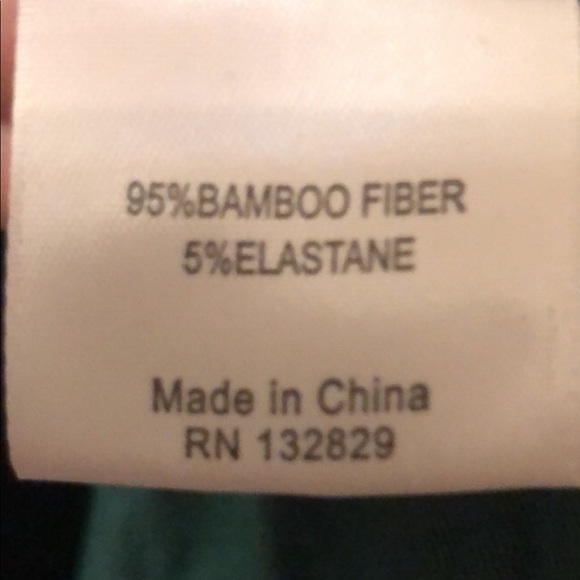 95%BAMBOO FIBER
5%ELASTANE
Made in China
RN 132829